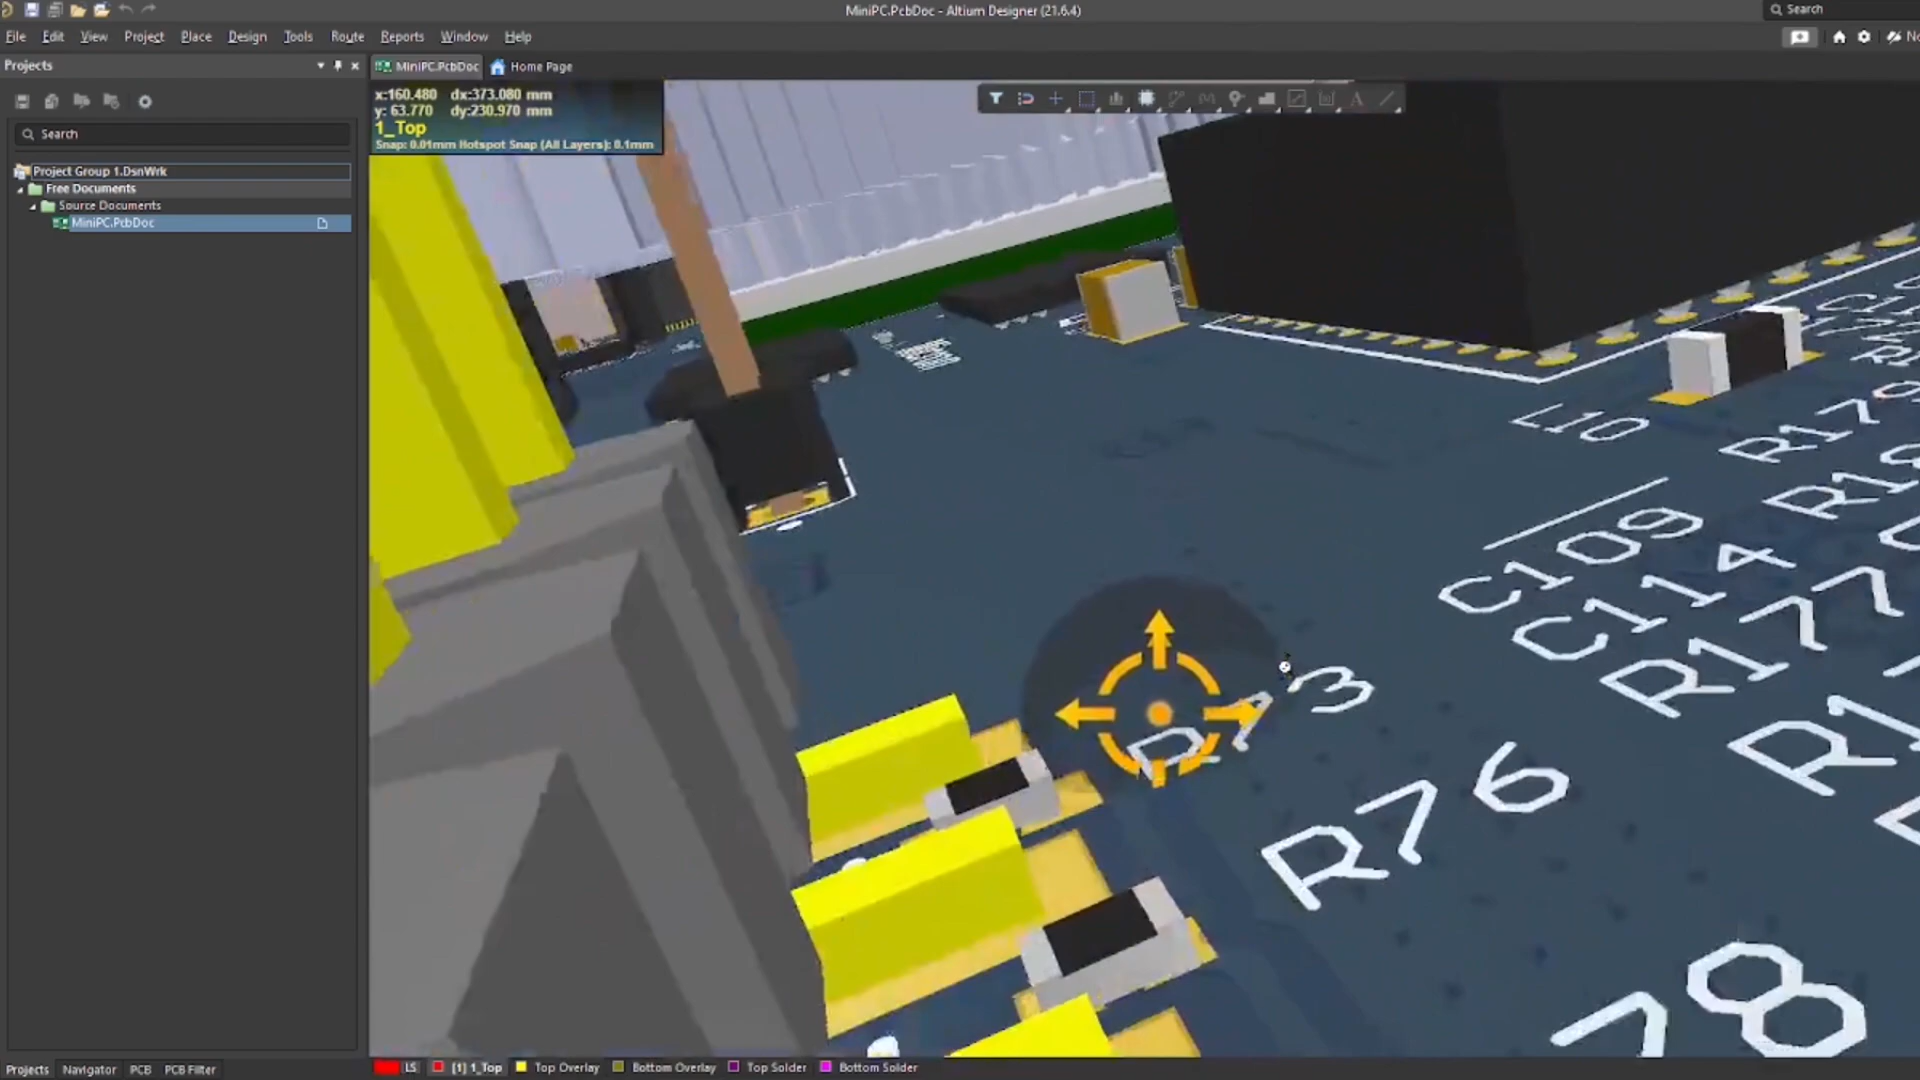 MiniPC.PcbDoc - Altium Designer (21.6.4)
Search
File Edit View Project Place Design Tools Route Reports Window Help
Projects
MiniPC.PcbDoc
Home Page
x:160.480 dx:373.080 mm
y: 63.770 dy:230.970 mm
1_Top
Snap: 0.01mm Hotspot Snap (All Layers): 0.1mm
Search
Project Group 1.DsnWrk
Free Documents
Source Documents
MiniPC.PcbDoc
L10
R179
C109
C114
R177
R76
78
Projects Navigator PCB PCB Filter
LS [1] 1_Top Top Overlay Bottom Overlay Top Solder Bottom Solder